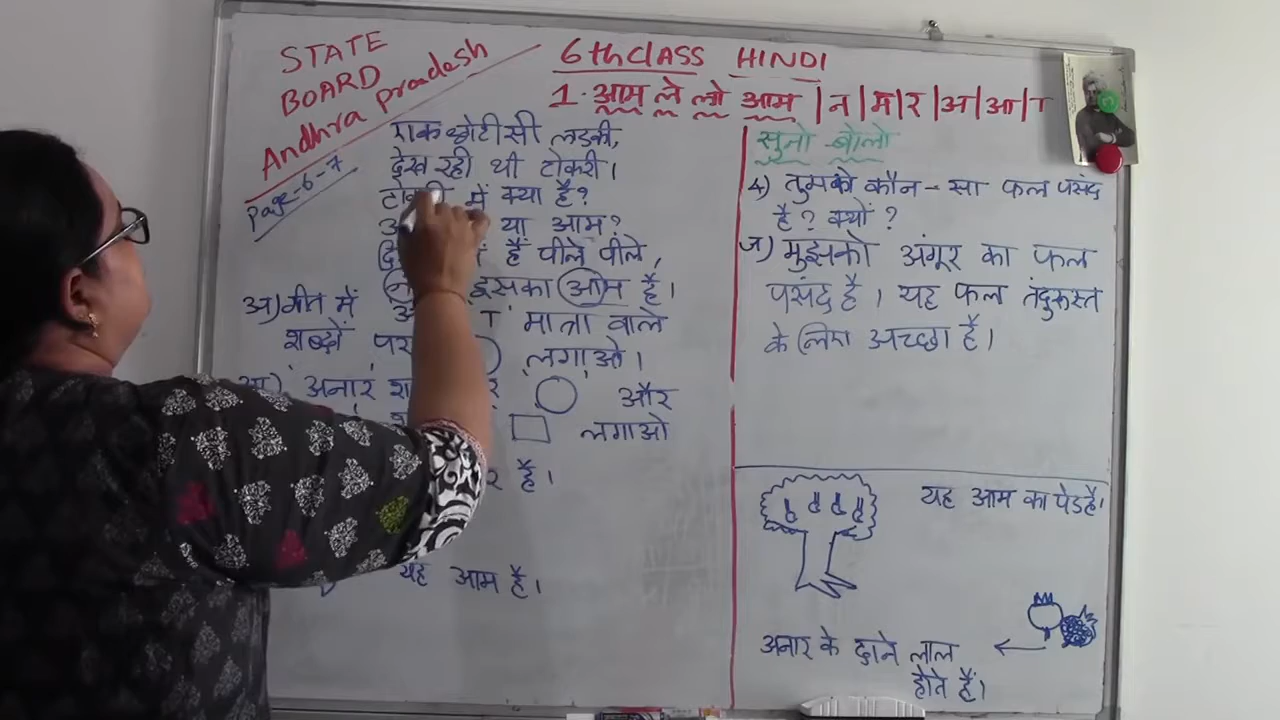 STATE
BOARD
Andhra pradesh
Page-6-7
6th CLASS HINDI
1. आम ले लो आम | न | म | र | अ | आ | ा
एक छोटी सी लडकी,
देख रही थी टोकरी।
में क्या है?
या आम?
हैं पीले पीले,
इसका आम है।
अ) गीत में ा मात्रा वाले
शब्दों पर लगाओ।
आ) अनार और
लगाओ
है।
यह आम है।
सुनो बोलो
4) तुमको कौन-सा फल पसंद
है? क्यों?
ज) मुझको अंगूर का फल
पसंद है। यह फल तंदुरुस्त
के लिए अच्छा है।
यह आम का पेड है।
अनार के दाने लाल
होते हैं।